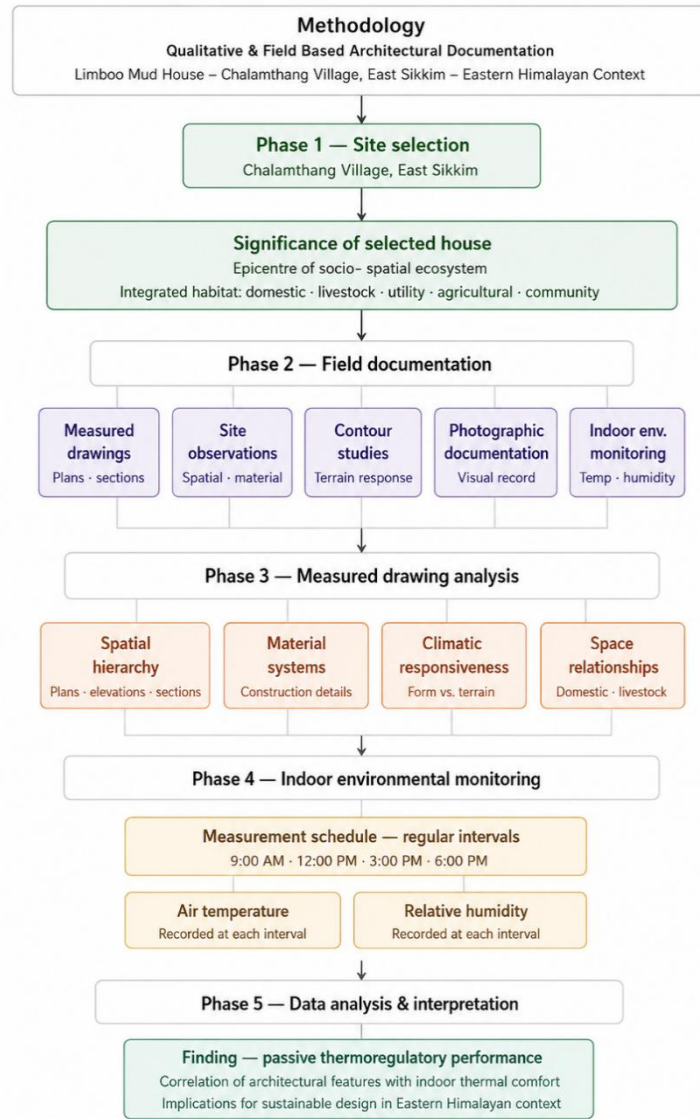 Methodology
Qualitative & Field Based Architectural Documentation
Limboo Mud House – Chalamthang Village, East Sikkim – Eastern Himalayan Context
Phase 1 — Site selection
Chalamthang Village, East Sikkim
Significance of selected house
Epicentre of socio- spatial ecosystem
Integrated habitat: domestic · livestock · utility · agricultural · community
Phase 2 — Field documentation
Measured
drawings
Plans · sections
Site
observations
Spatial · material
Contour
studies
Terrain response
Photographic
documentation
Visual record
Indoor env.
monitoring
Temp · humidity
Phase 3 — Measured drawing analysis
Spatial
hierarchy
Plans · elevations · sections
Material
systems
Construction details
Climatic
responsiveness
Form vs. terrain
Space
relationships
Domestic · livestock
Phase 4 — Indoor environmental monitoring
Measurement schedule — regular intervals
9:00 AM · 12:00 PM · 3:00 PM · 6:00 PM
Air temperature
Recorded at each interval
Relative humidity
Recorded at each interval
Phase 5 — Data analysis & interpretation
Finding — passive thermoregulatory performance
Correlation of architectural features with indoor thermal comfort
Implications for sustainable design in Eastern Himalayan context